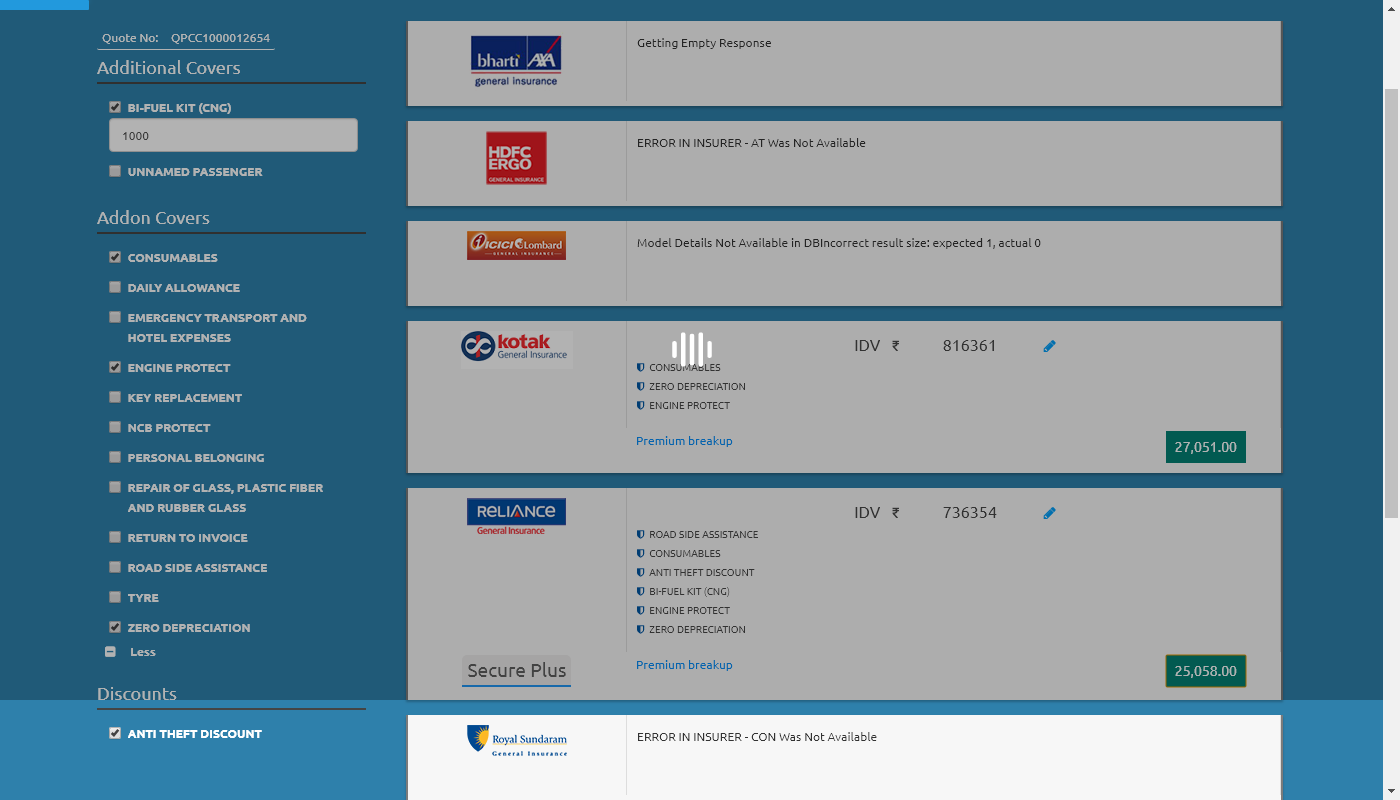 Quote No: QPCC1000012654
Additional Covers
BI-FUEL KIT (CNG)
1000
UNNAMED PASSENGER
Addon Covers
CONSUMABLES
DAILY ALLOWANCE
EMERGENCY TRANSPORT AND
HOTEL EXPENSES
ENGINE PROTECT
KEY REPLACEMENT
NCB PROTECT
PERSONAL BELONGING
REPAIR OF GLASS, PLASTIC FIBER
AND RUBBER GLASS
RETURN TO INVOICE
ROAD SIDE ASSISTANCE
TYRE
ZERO DEPRECIATION
Less
Discounts
ANTI THEFT DISCOUNT
bharti AXA
general insurance
Getting Empty Response
HDFC
ERGO
GENERAL INSURANCE
ERROR IN INSURER - AT Was Not Available
ICICI Lombard
GENERAL INSURANCE
Model Details Not Available in DBIncorrect result size: expected 1, actual 0
kotak
General Insurance
IDV ₹ 816361
CONSUMABLES
ZERO DEPRECIATION
ENGINE PROTECT
Premium breakup
27,051.00
RELIANCE
General Insurance
IDV ₹ 736354
ROAD SIDE ASSISTANCE
CONSUMABLES
ANTI THEFT DISCOUNT
BI-FUEL KIT (CNG)
ENGINE PROTECT
ZERO DEPRECIATION
Secure Plus
Premium breakup
25,058.00
Royal Sundaram
General Insurance
ERROR IN INSURER - CON Was Not Available